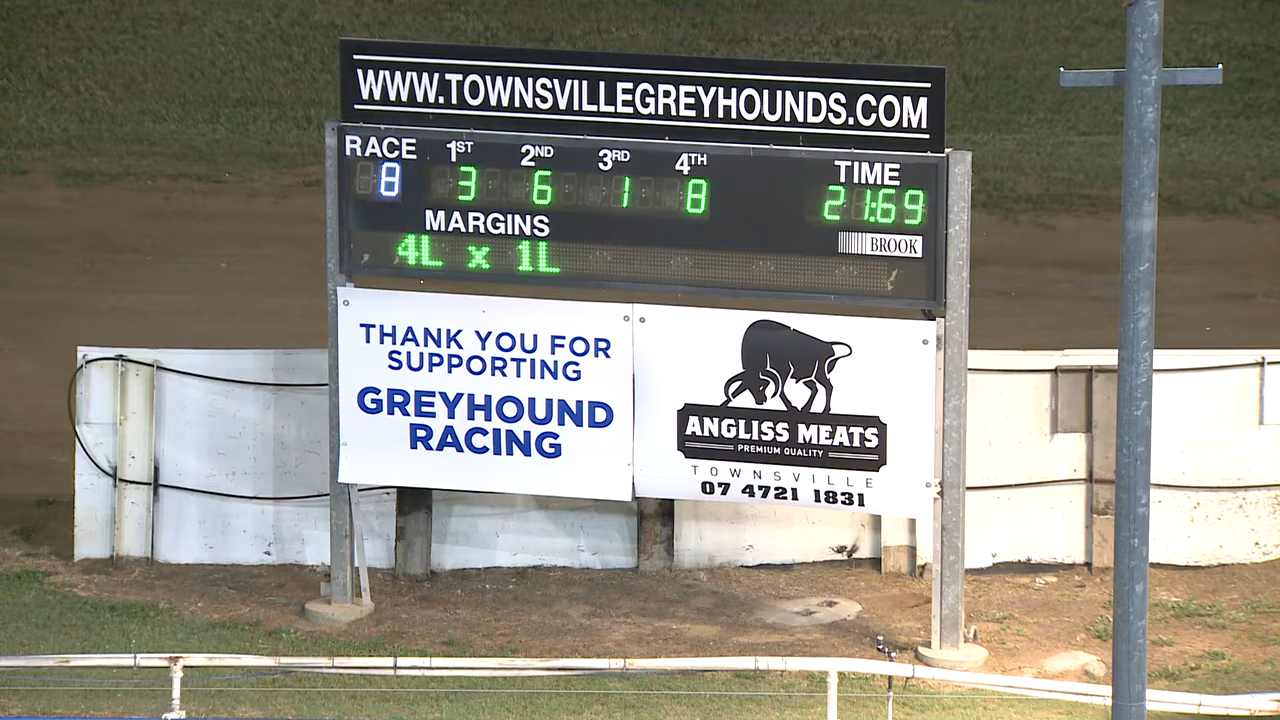 WWW.TOWNSVILLEGREYHOUNDS.COM
RACE 1ST 2ND 3RD 4TH TIME
8 3 6 1 8 21:69
MARGINS
BROOK
4L x 1L
THANK YOU FOR
SUPPORTING
GREYHOUND
RACING
ANGLISS MEATS
PREMIUM QUALITY
TOWNSVILLE
07 4721 1831